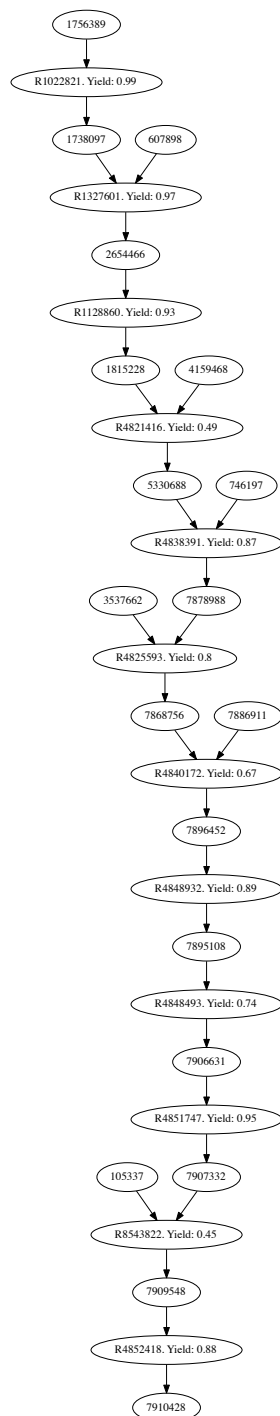 1756389
R1022821. Yield: 0.99
1738097 607898
R1327601. Yield: 0.97
2654466
R1128860. Yield: 0.93
1815228 4159468
R4821416. Yield: 0.49
5330688 746197
R4838391. Yield: 0.87
3537662 7878988
R4825593. Yield: 0.8
7868756 7886911
R4840172. Yield: 0.67
7896452
R4848932. Yield: 0.89
7895108
R4848493. Yield: 0.74
7906631
R4851747. Yield: 0.95
105337 7907332
R8543822. Yield: 0.45
7909548
R4852418. Yield: 0.88
7910428